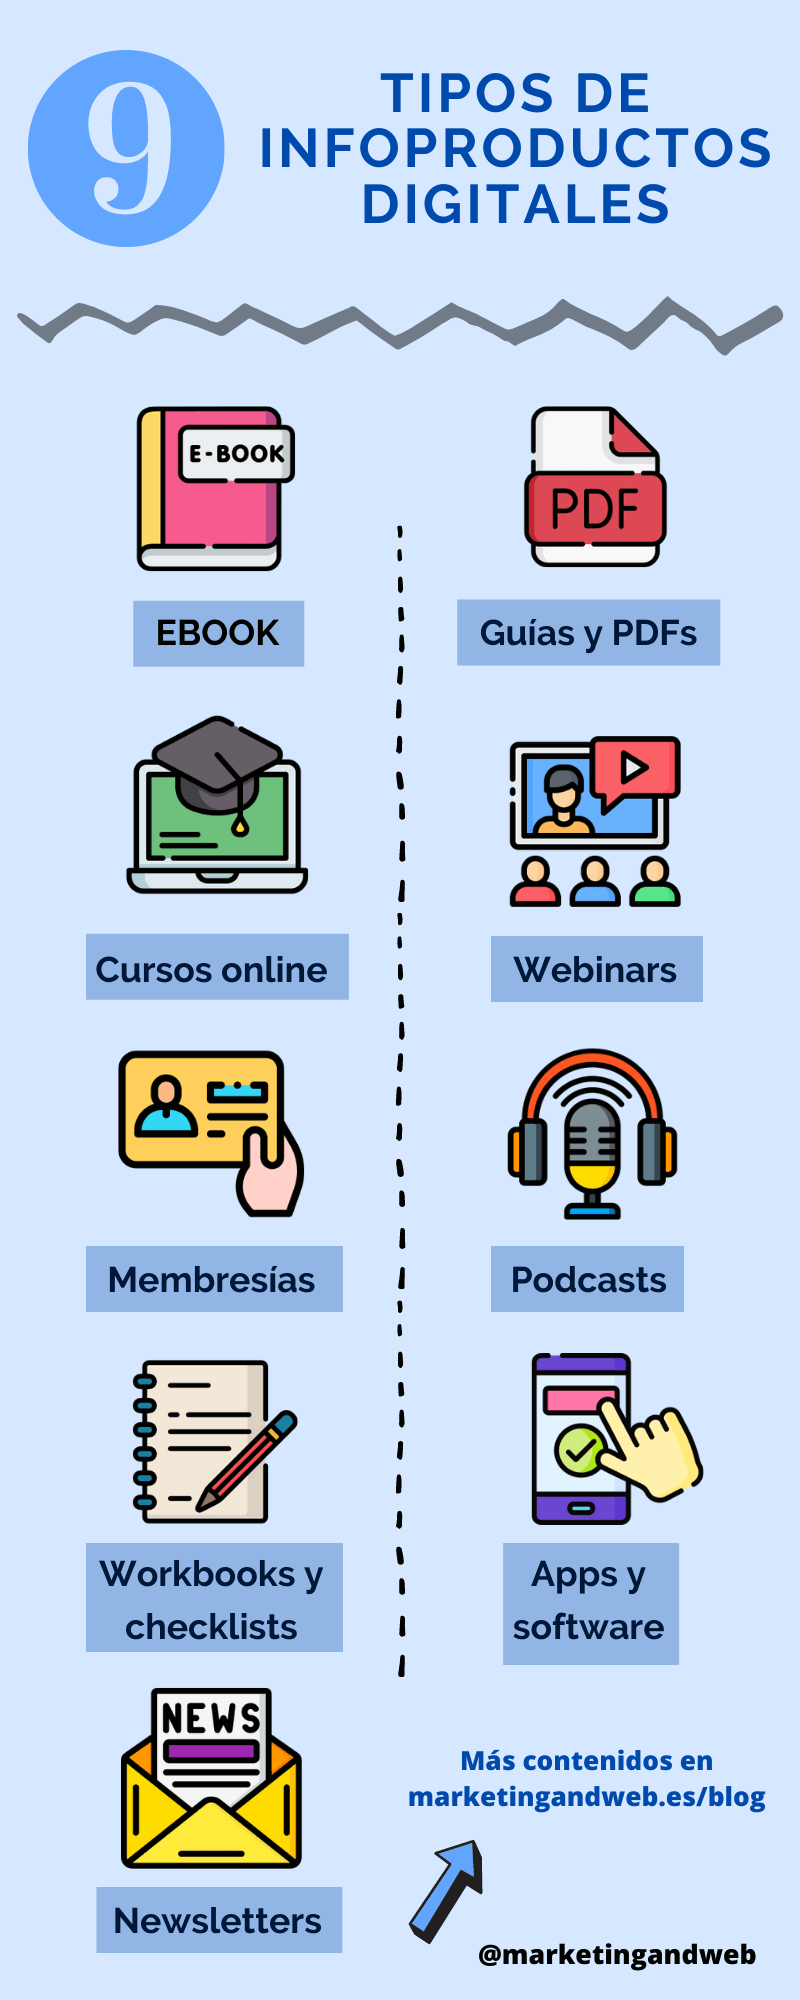 9
TIPOS DE
INFOPRODUCTOS
DIGITALES
E-BOOK
EBOOK
PDF
Guías y PDFs
Cursos online
Webinars
Membresías
Podcasts
Workbooks y
checklists
Apps y
software
NEWS
Newsletters
Más contenidos en
marketingandweb.es/blog
@marketingandweb